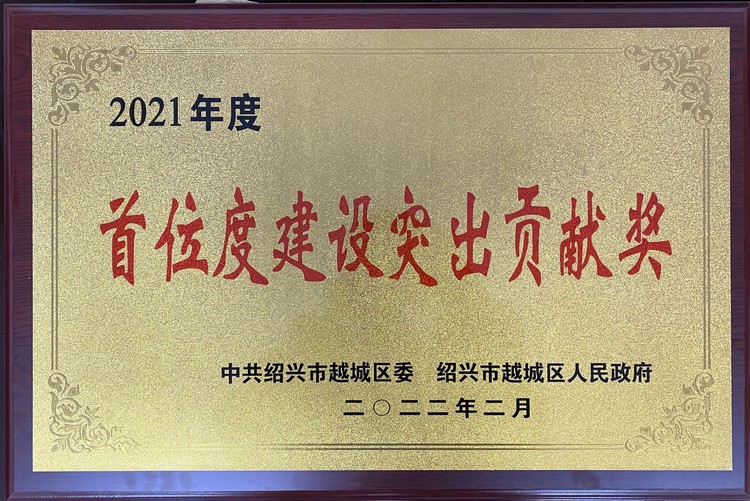 2021年度
首位度建设突出贡献奖
中共绍兴市越城区委 绍兴市越城区人民政府
二〇二二年二月